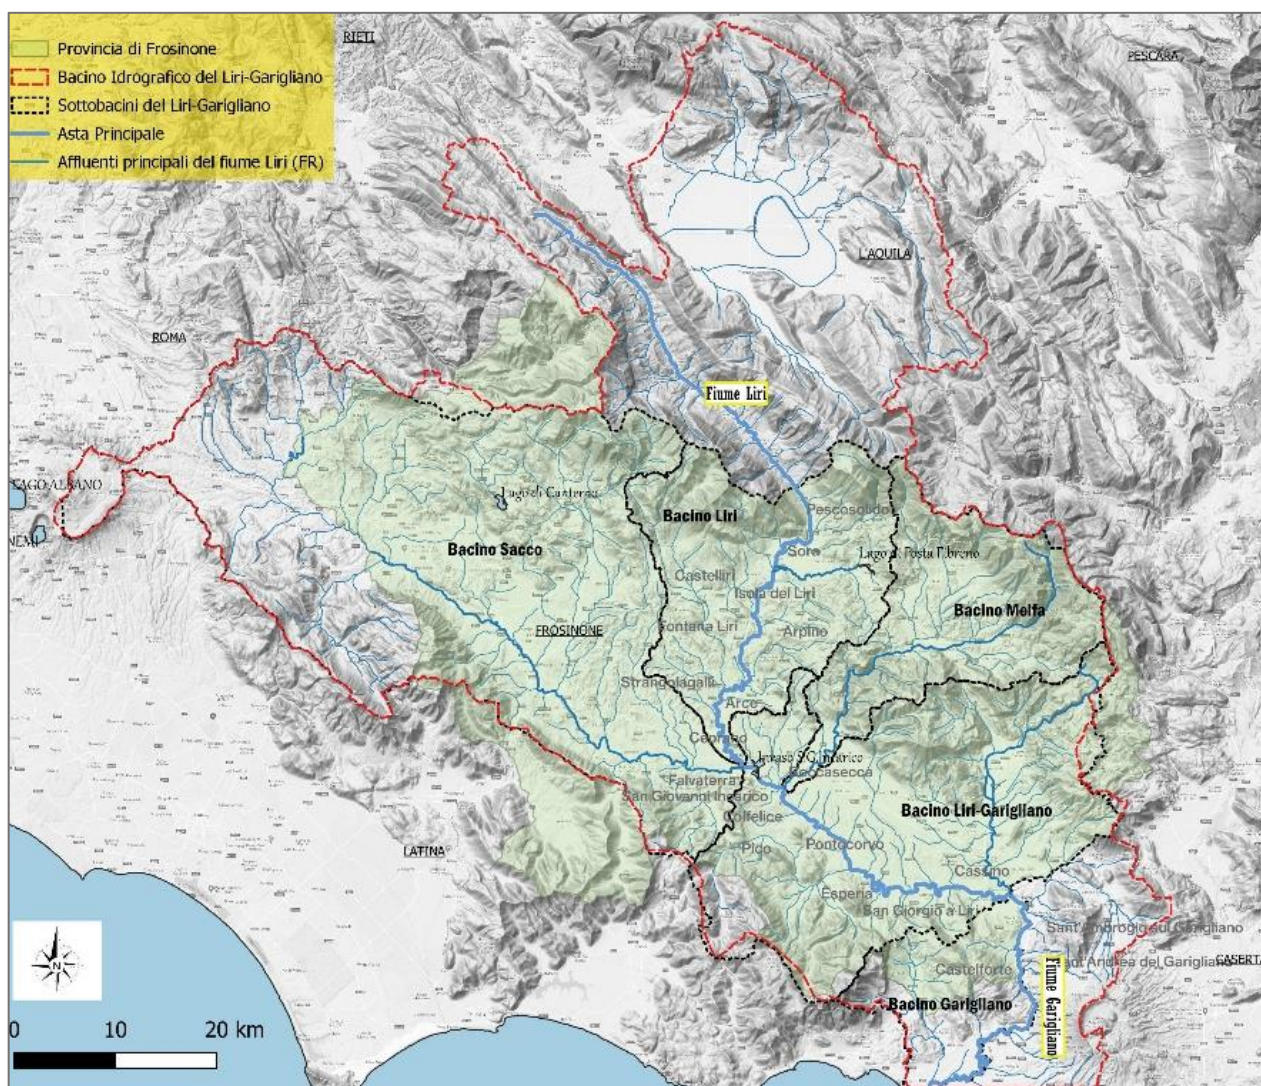 RIETI
PESCARA
Provincia di Frosinone
Bacino Idrografico del Liri-Garigliano
Sottobacini del Liri-Garigliano
Asta Principale
Affluenti principali del fiume Liri (FR)
L'AQUILA
ROMA
Fiume Liri
LAGO ALBANO
NEMI
Lago di Canterno
Bacino Liri
Pescosolido
Bacino Sacco
Sora
Lago di Posta Fibreno
Castelliri
Isola del Liri
Bacino Melfa
Fontana Liri
FROSINONE
Arpino
Strangolagalli
Arce
Ceprano
Invaso S.G. Incarico
Roccasecca
Falvaterra
San Giovanni Incarico
Colfelice
Bacino Liri-Garigliano
Pico
Pontecorvo
LATINA
Cassino
Esperia
San Giorgio a Liri
Sant'Ambrogio sul Garigliano
Sant'Andrea del Garigliano
CASERTA
Castelforte
Bacino Garigliano
Fiume Garigliano
N
0 10 20 km